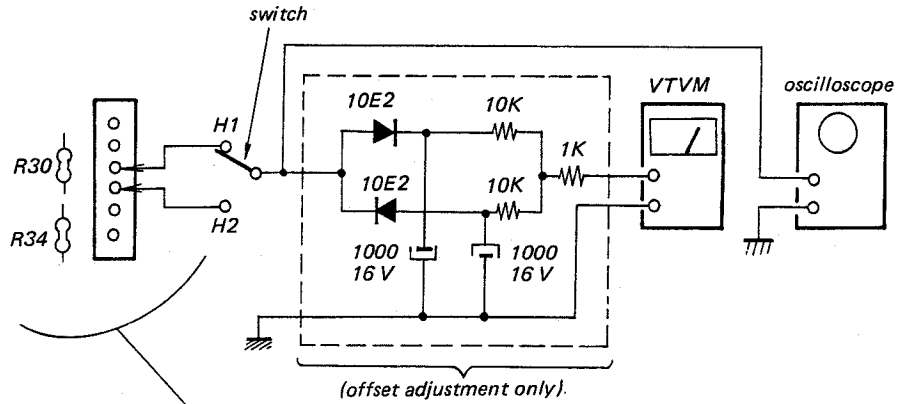 switch
VTVM
oscilloscope
10E2
10K
H1
1K
R30
10E2
10K
H2
R34
1000
16 V
1000
16 V
(offset adjustment only).